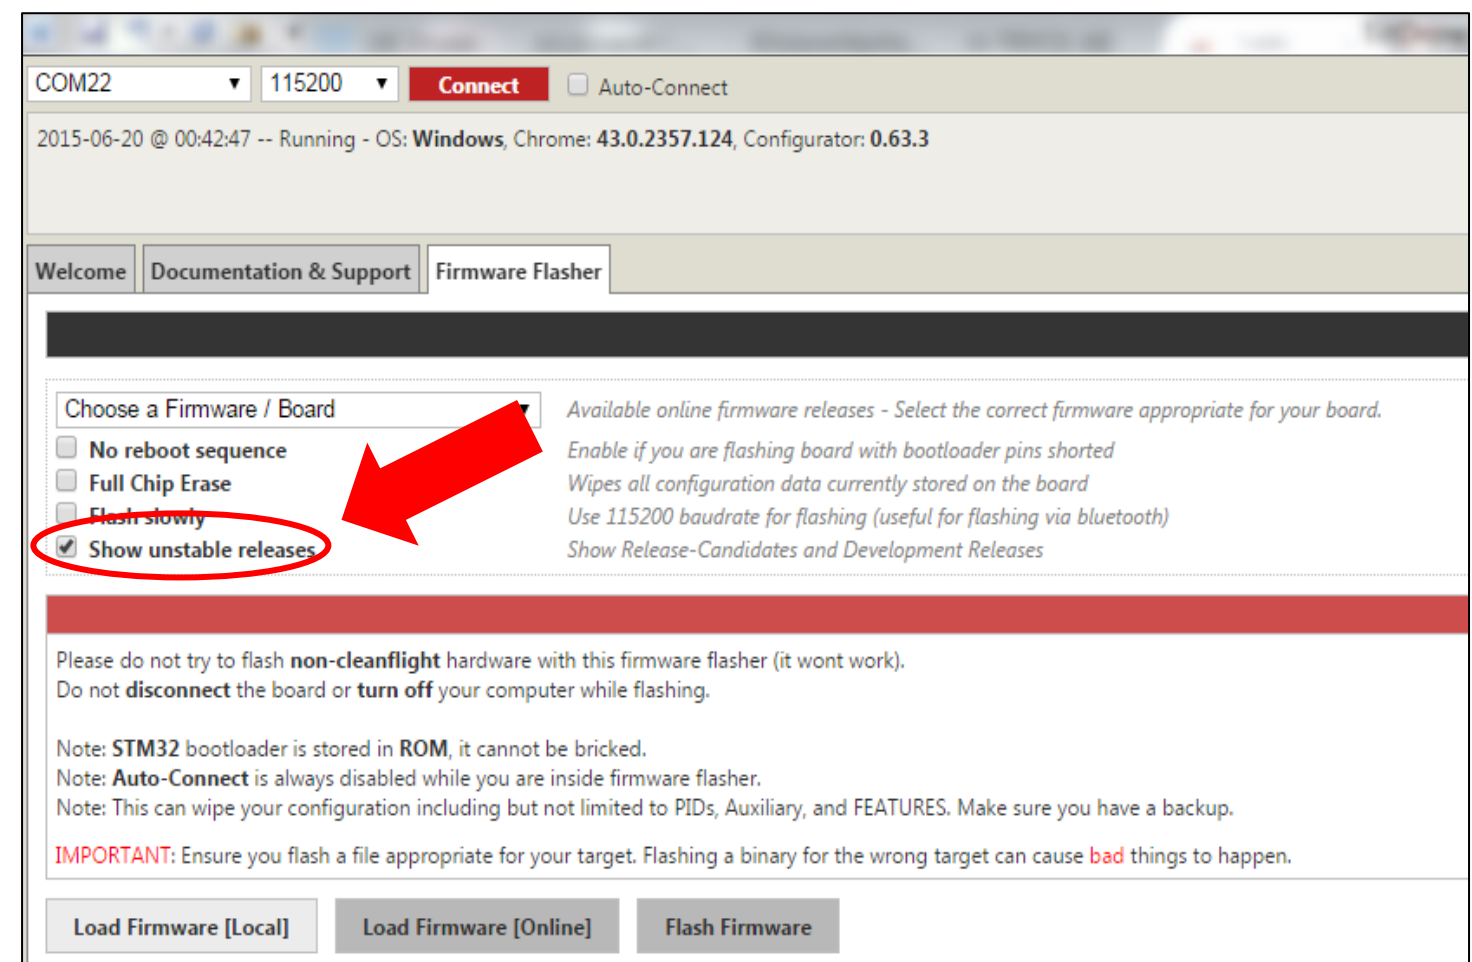 COM22 115200 Connect Auto-Connect
2015-06-20 @ 00:42:47 -- Running - OS: Windows, Chrome: 43.0.2357.124, Configurator: 0.63.3
Welcome Documentation & Support Firmware Flasher
Choose a Firmware / Board Available online firmware releases - Select the correct firmware appropriate for your board.
No reboot sequence Enable if you are flashing board with bootloader pins shorted
Full Chip Erase Wipes all configuration data currently stored on the board
Flash slowly Use 115200 baudrate for flashing (useful for flashing via bluetooth)
Show unstable releases Show Release-Candidates and Development Releases
Please do not try to flash non-cleanflight hardware with this firmware flasher (it wont work).
Do not disconnect the board or turn off your computer while flashing.
Note: STM32 bootloader is stored in ROM, it cannot be bricked.
Note: Auto-Connect is always disabled while you are inside firmware flasher.
Note: This can wipe your configuration including but not limited to PIDs, Auxiliary, and FEATURES. Make sure you have a backup.
IMPORTANT: Ensure you flash a file appropriate for your target. Flashing a binary for the wrong target can cause bad things to happen.
Load Firmware [Local] Load Firmware [Online] Flash Firmware